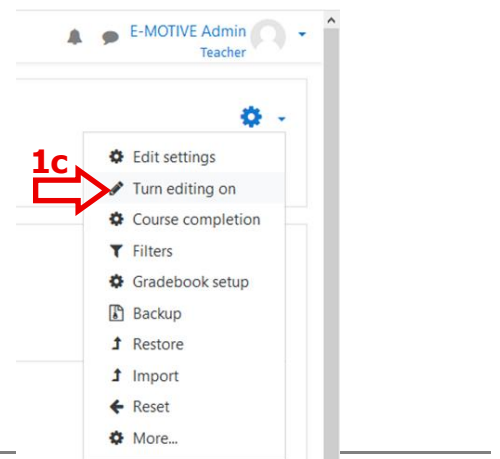 E-MOTIVE Admin
Teacher
1c
Edit settings
Turn editing on
Course completion
Filters
Gradebook setup
Backup
Restore
Import
Reset
More...